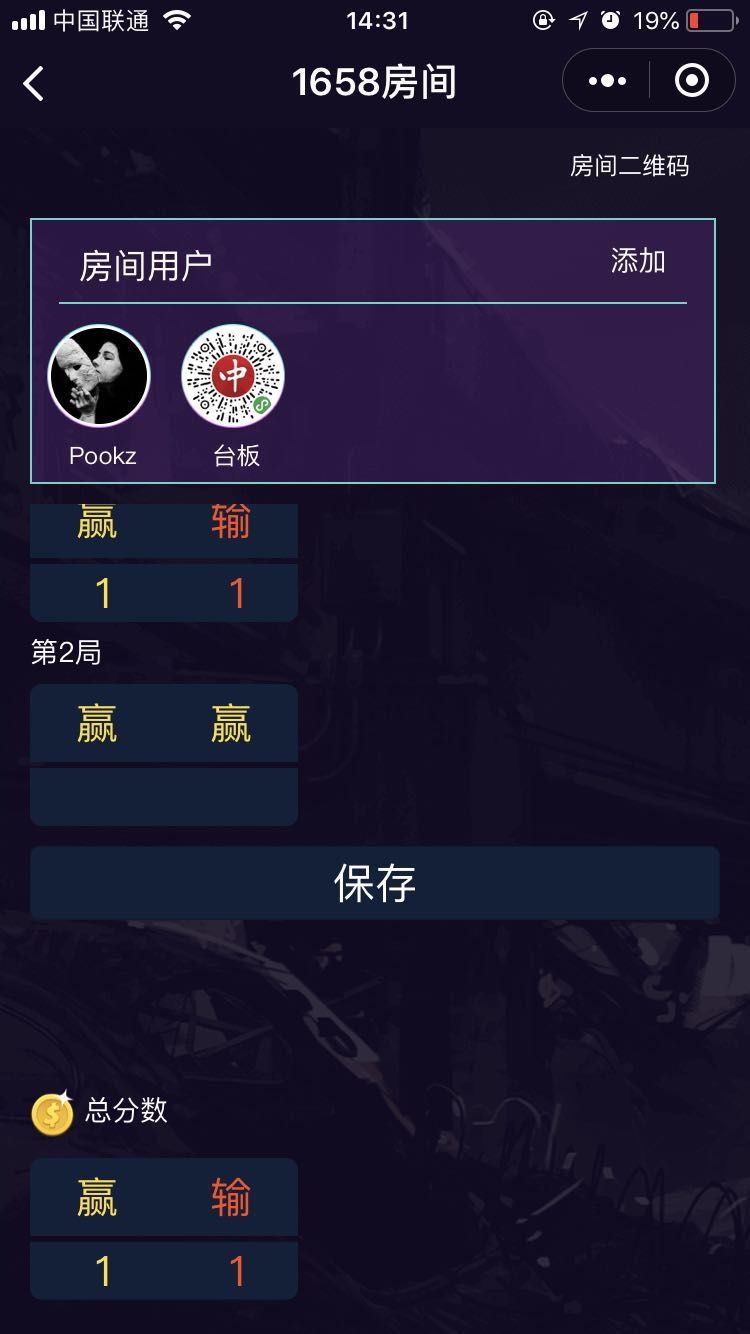 中国联通 14:31 19%
1658房间
房间二维码
房间用户 添加
中
Pookz 台板
赢 输
1 1
第2局
赢 赢
保存
总分数
赢 输
1 1